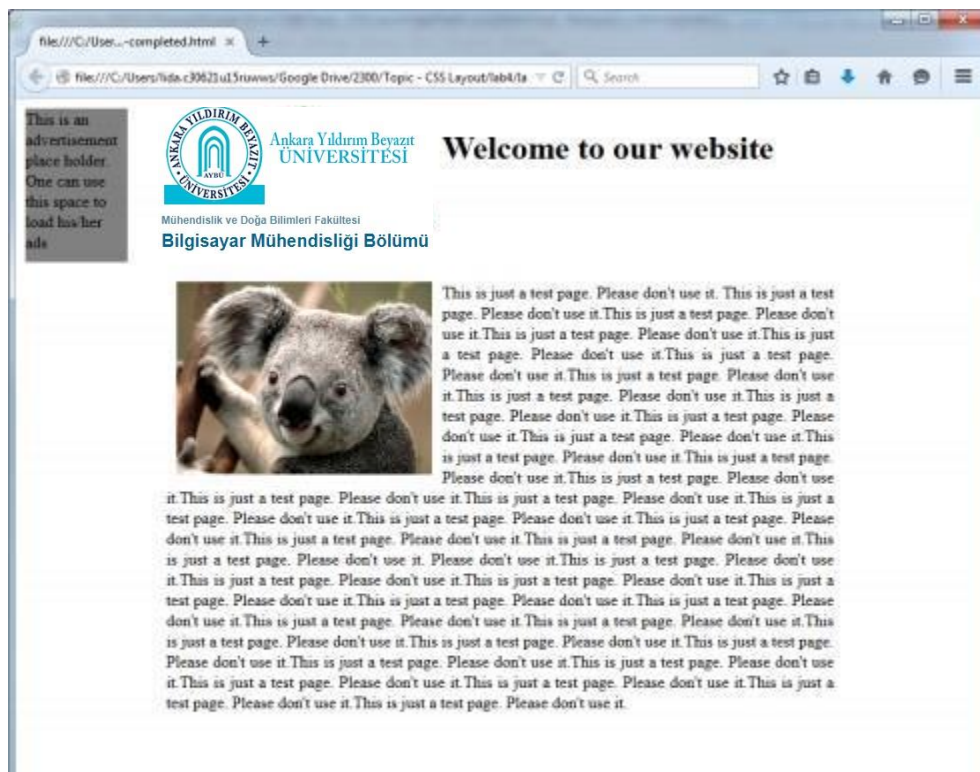 file:///C:/User...-completed.html × +
file:///C:/Users/lida.c30621u15ruwws/Google Drive/2300/Topic - CSS Layout/lab4/la
Search
This is an
advertisement
place holder.
One can use
this space to
load his/her
ads
ANKARA YILDIRIM BEYAZIT
AYBÜ
ÜNİVERSİTESİ
Ankara Yıldırım Beyazıt
ÜNİVERSİTESİ
Mühendislik ve Doğa Bilimleri Fakültesi
Bilgisayar Mühendisliği Bölümü
Welcome to our website
This is just a test page. Please don't use it. This is just a test
page. Please don't use it.This is just a test page. Please don't
use it.This is just a test page. Please don't use it.This is just
a test page. Please don't use it.This is just a test page.
Please don't use it.This is just a test page. Please don't use
it.This is just a test page. Please don't use it.This is just a
test page. Please don't use it.This is just a test page. Please
don't use it.This is just a test page. Please don't use it.This
is just a test page. Please don't use it.This is just a test page.
Please don't use it.This is just a test page. Please don't use
it.This is just a test page. Please don't use it.This is just a test page. Please don't use it.This is just a
test page. Please don't use it.This is just a test page. Please don't use it.This is just a test page. Please
don't use it.This is just a test page. Please don't use it.This is just a test page. Please don't use it.This
is just a test page. Please don't use it. Please don't use it.This is just a test page. Please don't use
it.This is just a test page. Please don't use it.This is just a test page. Please don't use it.This is just a
test page. Please don't use it.This is just a test page. Please don't use it.This is just a test page. Please
don't use it.This is just a test page. Please don't use it.This is just a test page. Please don't use it.This
is just a test page. Please don't use it.This is just a test page. Please don't use it.This is just a test page.
Please don't use it.This is just a test page. Please don't use it.This is just a test page. Please don't use
it.This is just a test page. Please don't use it.This is just a test page. Please don't use it.This is just a
test page. Please don't use it.This is just a test page. Please don't use it.